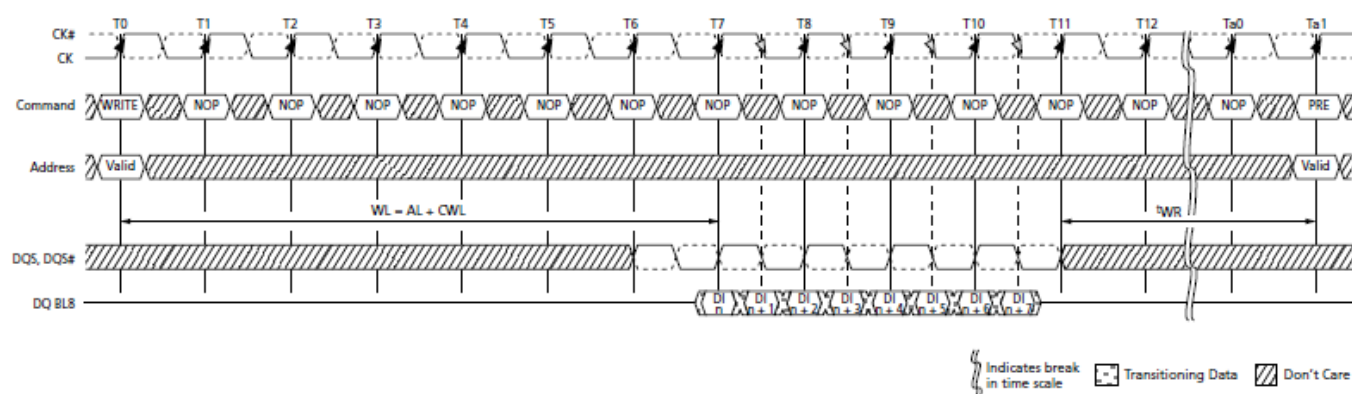 T0 T1 T2 T3 T4 T5 T6 T7 T8 T9 T10 T11 T12 Ta0 Ta1
CK#
CK
Command WRITE NOP NOP NOP NOP NOP NOP NOP NOP NOP NOP NOP NOP NOP PRE
Address Valid Valid
WL = AL + CWL tWR
DQS, DQS#
DQ BL8 DI n DI n + 1 DI n + 2 DI n + 3 DI n + 4 DI n + 5 DI n + 6 DI n + 7
Indicates break
in time scale Transitioning Data Don't Care